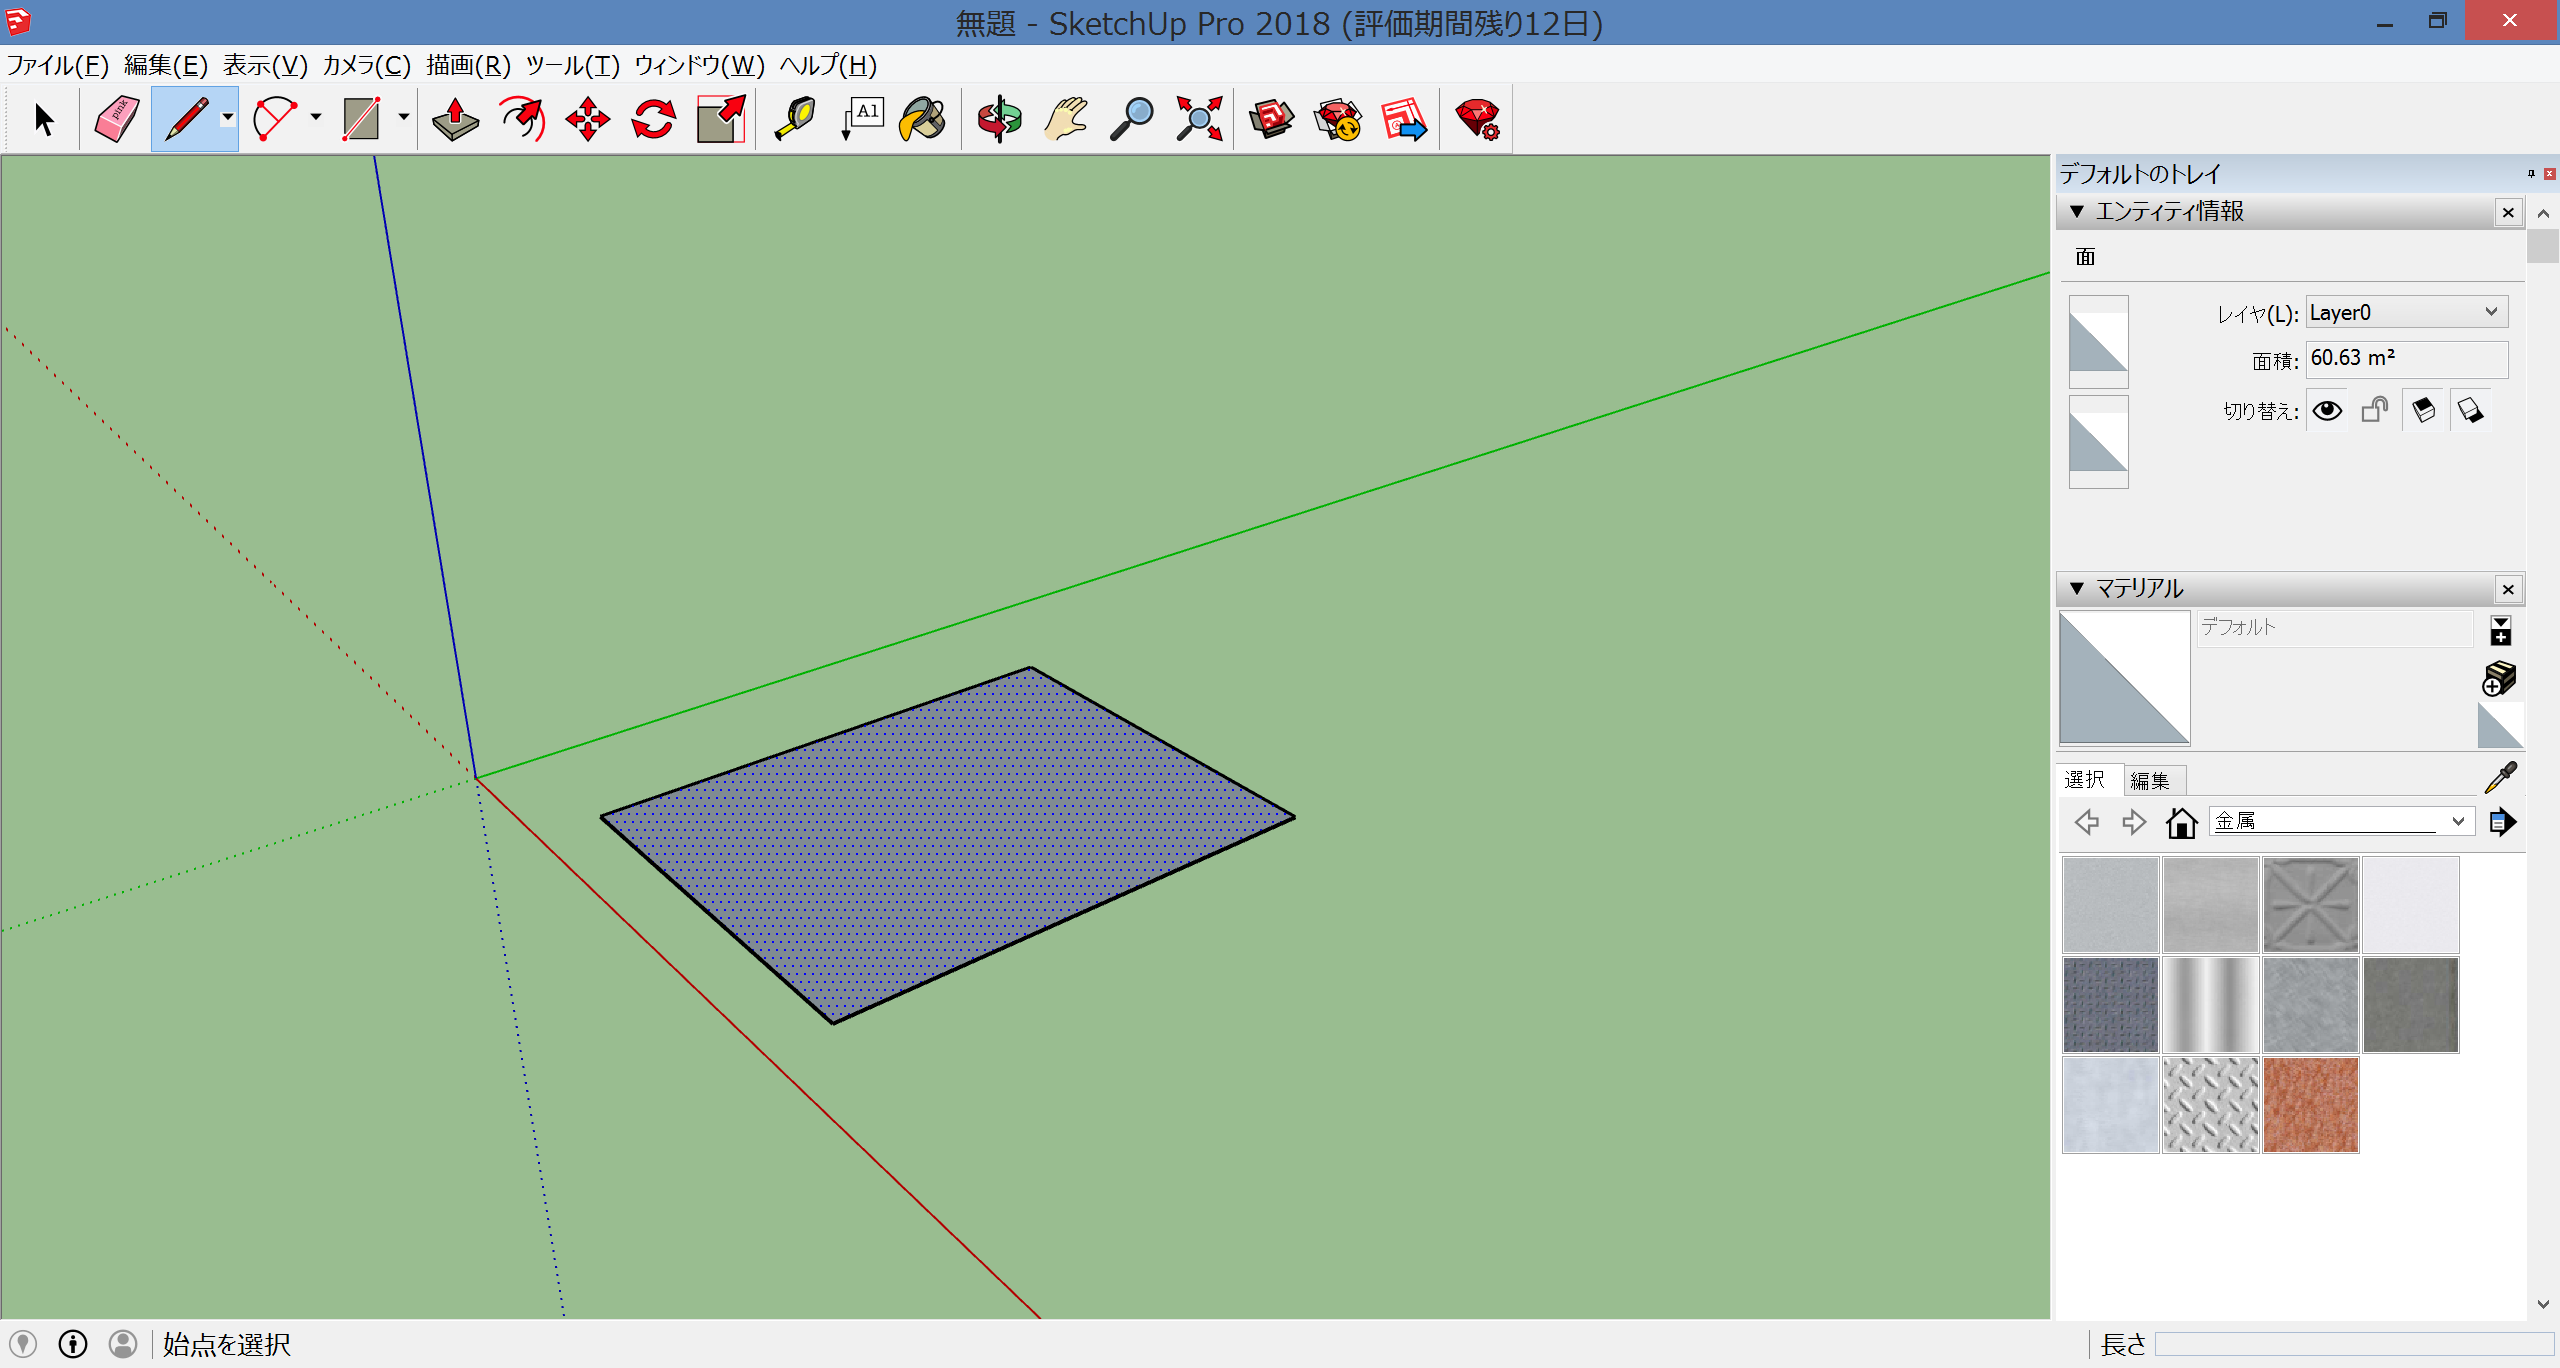 無題 - SketchUp Pro 2018 (評価期間残り12日)
ファイル(F) 編集(E) 表示(V) カメラ(C) 描画(R) ツール(T) ウィンドウ(W) ヘルプ(H)
pink
A1
デフォルトのトレイ
エンティティ情報
面
レイヤ(L): Layer0
面積: 60.63 m²
切り替え:
マテリアル
デフォルト
選択 編集
金属
始点を選択
長さ